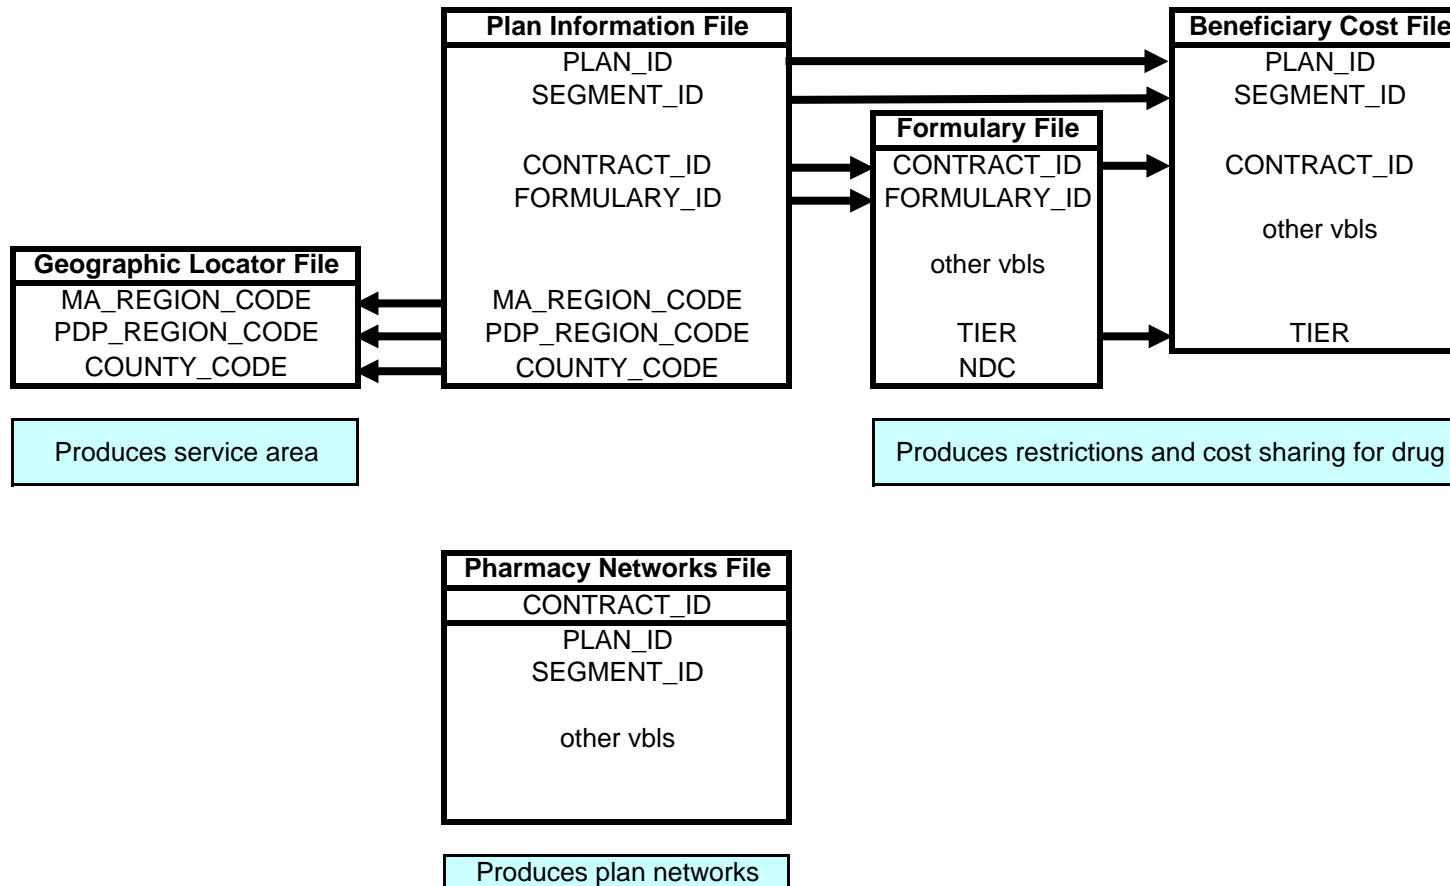 Plan Information File
PLAN_ID
SEGMENT_ID
CONTRACT_ID
FORMULARY_ID
MA_REGION_CODE
PDP_REGION_CODE
COUNTY_CODE
Beneficiary Cost File
PLAN_ID
SEGMENT_ID
CONTRACT_ID
other vbls
TIER
Formulary File
CONTRACT_ID
FORMULARY_ID
other vbls
TIER
NDC
Geographic Locator File
MA_REGION_CODE
PDP_REGION_CODE
COUNTY_CODE
Produces service area
Produces restrictions and cost sharing for drug
Pharmacy Networks File
CONTRACT_ID
PLAN_ID
SEGMENT_ID
other vbls
Produces plan networks